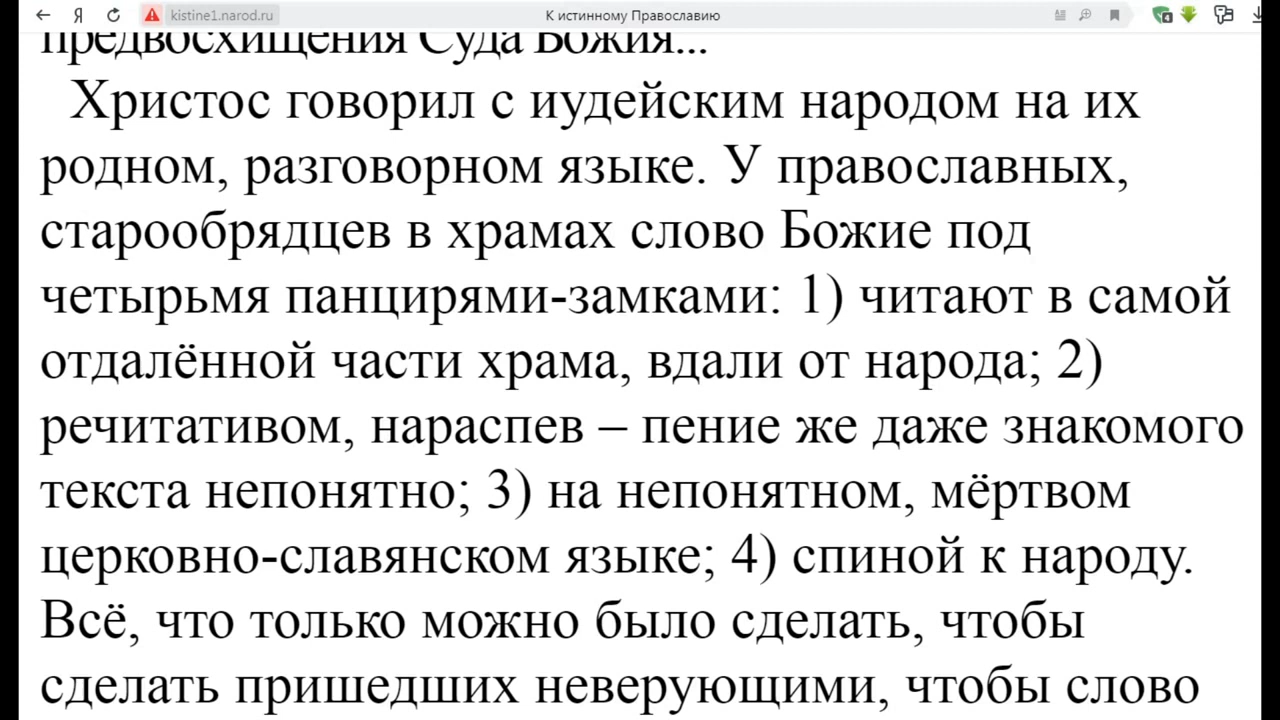 kistine1.narod.ru
К истинному Православию
предвосхищения Суда Божия...
Христос говорил с иудейским народом на их
родном, разговорном языке. У православных,
старообрядцев в храмах слово Божие под
четырьмя панцирями-замками: 1) читают в самой
отдалённой части храма, вдали от народа; 2)
речитативом, нараспев – пение же даже знакомого
текста непонятно; 3) на непонятном, мёртвом
церковно-славянском языке; 4) спиной к народу.
Всё, что только можно было сделать, чтобы
сделать пришедших неверующими, чтобы слово